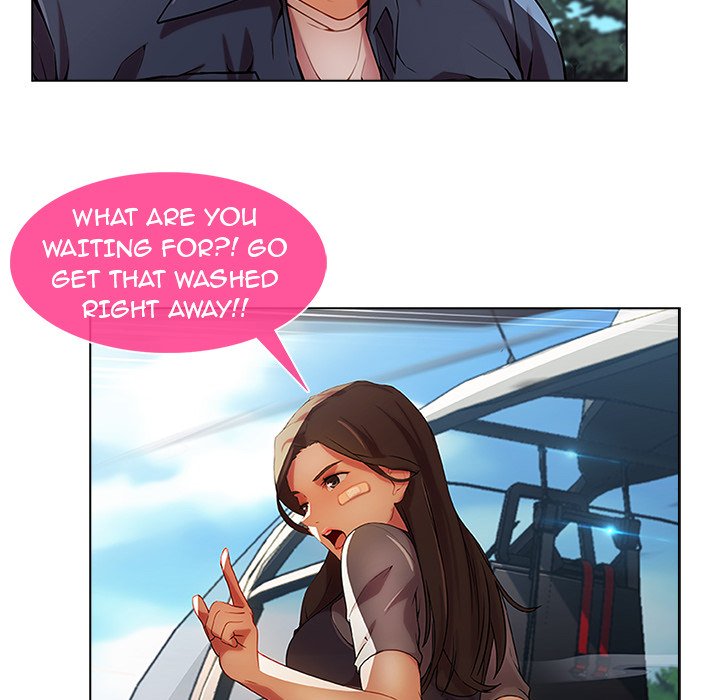 WHAT ARE YOU
WAITING FOR?! GO
GET THAT WASHED
RIGHT AWAY!!